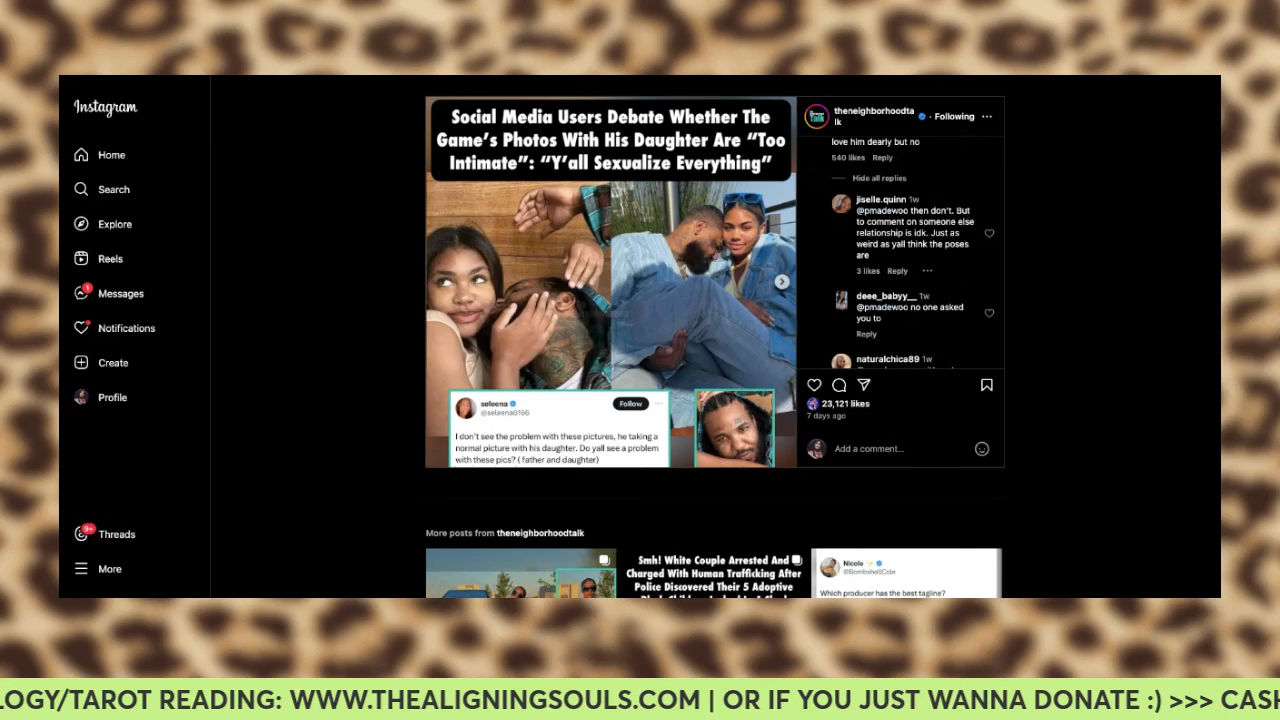 Instagram
Home
Search
Explore
Reels
1
Messages
Notifications
Create
Profile
9+
Threads
More
Social Media Users Debate Whether The
Game's Photos With His Daughter Are "Too
Intimate": "Y'all Sexualize Everything"
seleena
@seleena6166
Follow
I don't see the problem with these pictures, he taking a
normal picture with his daughter. Do yall see a problem
with these pics? ( father and daughter)
theneighborhoodta
lk
• Following
love him dearly but no
540 likes Reply
Hide all replies
jiselle.quinn 1w
@pmadewoo then don't. But
to comment on someone else
relationship is idk. Just as
weird as yall think the poses
are
3 likes Reply
deee_babyy__ 1w
@pmadewoo no one asked
you to
Reply
naturalchica89 1w
23,121 likes
7 days ago
Add a comment...
More posts from theneighborhoodtalk
Smh! White Couple Arrested And
Charged With Human Trafficking After
Police Discovered Their 5 Adoptive
Nicole
@BombshellCole
Which producer has the best tagline?
LOGY/TAROT READING: WWW.THEALIGNINGSOULS.COM | OR IF YOU JUST WANNA DONATE :) >>> CASH